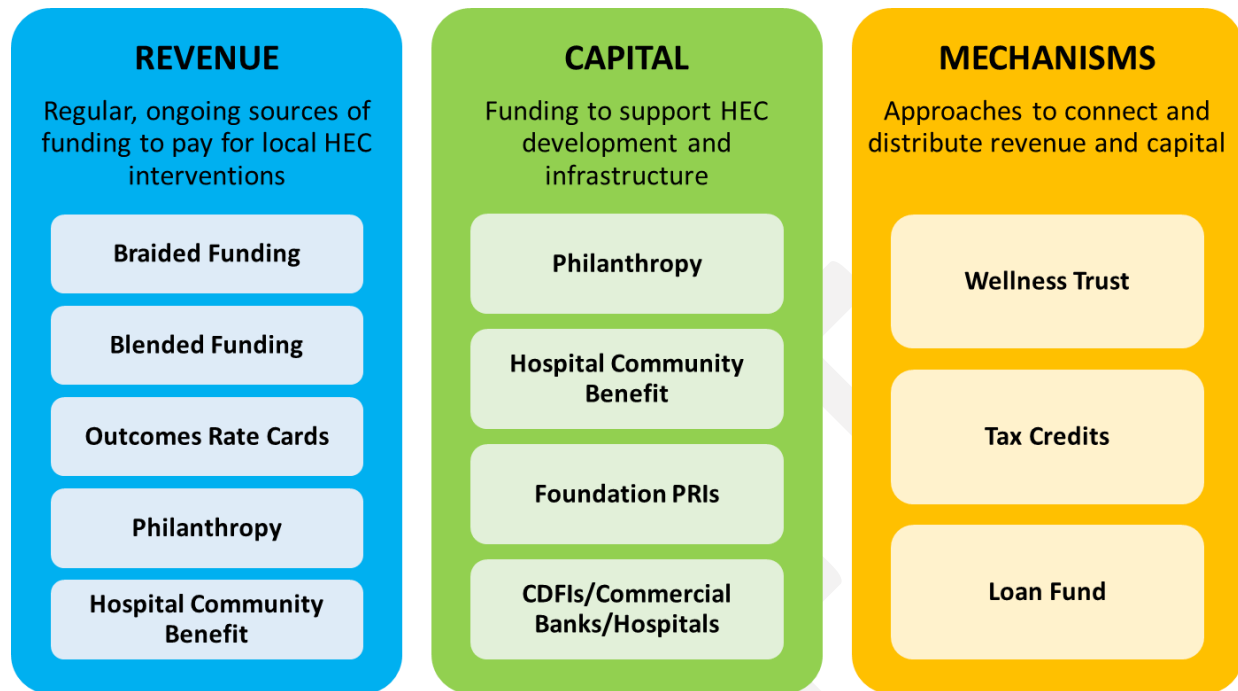 REVENUE
Regular, ongoing sources of
funding to pay for local HEC
interventions
Braided Funding
Blended Funding
Outcomes Rate Cards
Philanthropy
Hospital Community
Benefit
CAPITAL
Funding to support HEC
development and
infrastructure
Philanthropy
Hospital Community
Benefit
Foundation PRIs
CDFIs/Commercial
Banks/Hospitals
MECHANISMS
Approaches to connect and
distribute revenue and capital
Wellness Trust
Tax Credits
Loan Fund